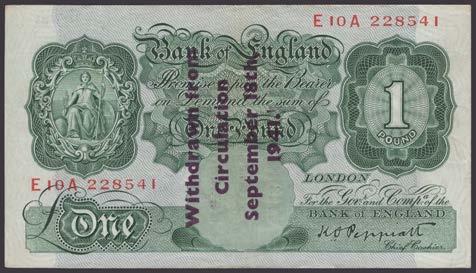 E10A 228541
Bank of England
Promise to pay the Bearer
on Demand the sum of
One Pound
1
POUND
Withdrawn from
Circulation
September 18th
1941.
E10A 228541
LONDON
For the Govr. and Compa. of the
BANK of ENGLAND
K O Peppiatt
Chief Cashier.
£ONE